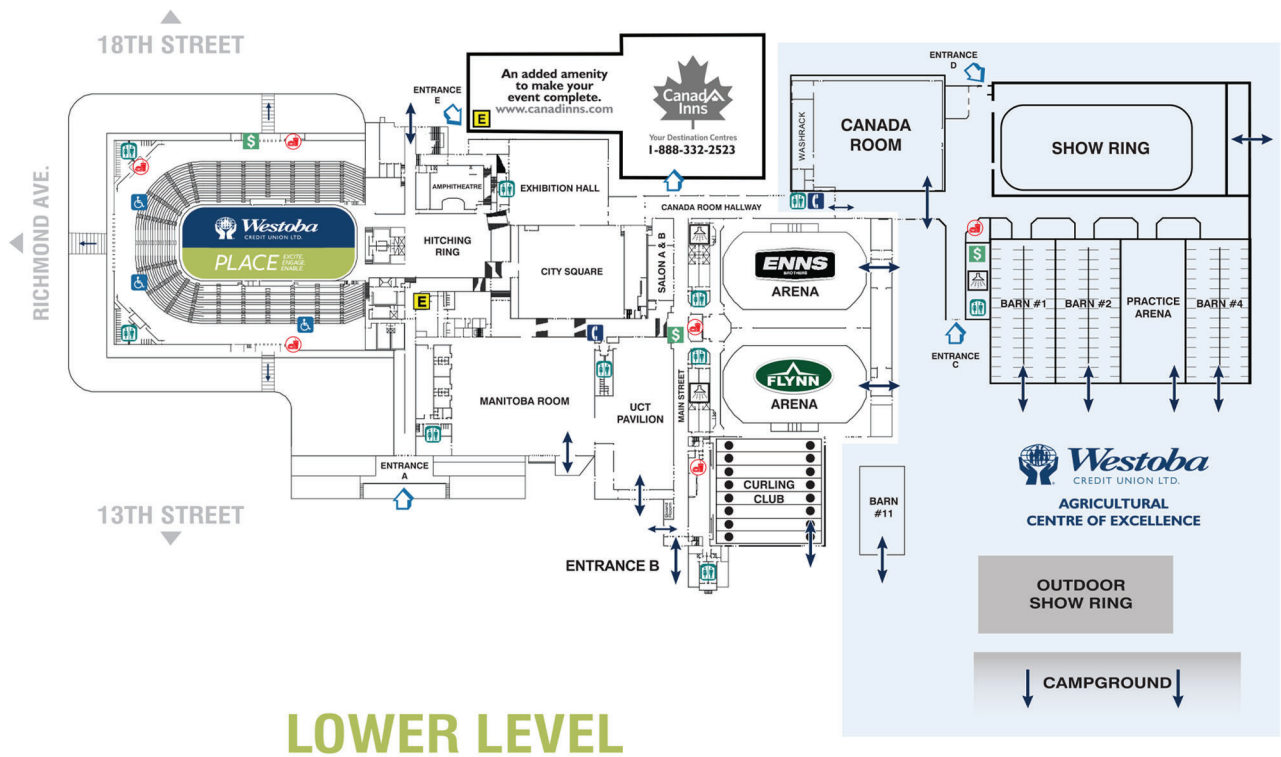 18TH STREET
RICHMOND AVE.
13TH STREET
ENTRANCE
E
An added amenity
to make your
event complete.
www.canadinns.com
E
Canad
Inns
Your Destination Centres
1-888-332-2523
ENTRANCE
D
WASHRACK
CANADA
ROOM
SHOW RING
AMPHITHEATRE
EXHIBITION HALL
CANADA ROOM HALLWAY
Westoba
CREDIT UNION LTD.
PLACE
EXCITE.
ENGAGE.
ENABLE.
HITCHING
RING
CITY SQUARE
SALON A & B
ENNS
BROTHERS
ARENA
$
$
$
E
BARN #1
BARN #2
PRACTICE
ARENA
BARN #4
ENTRANCE
C
FLYNN
ARENA
MANITOBA ROOM
UCT
PAVILION
MAIN STREET
ENTRANCE
A
CURLING
CLUB
BARN
#11
Westoba
CREDIT UNION LTD.
AGRICULTURAL
CENTRE OF EXCELLENCE
ENTRANCE B
OUTDOOR
SHOW RING
CAMPGROUND
LOWER LEVEL